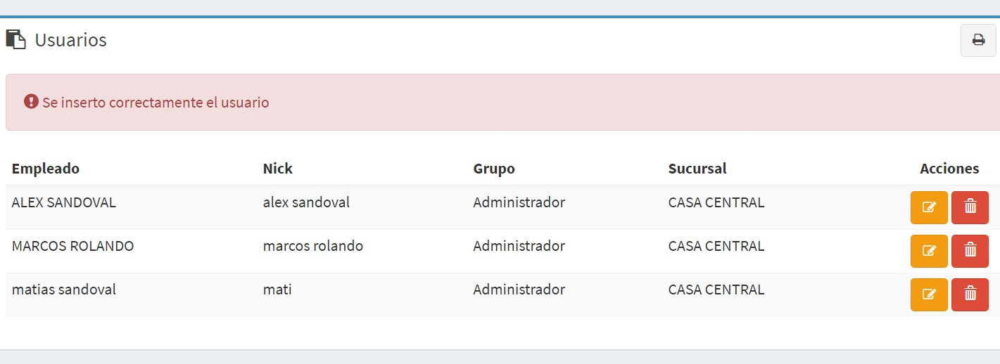 Usuarios
Se inserto correctamente el usuario
Empleado Nick Grupo Sucursal Acciones
ALEX SANDOVAL alex sandoval Administrador CASA CENTRAL
MARCOS ROLANDO marcos rolando Administrador CASA CENTRAL
matias sandoval mati Administrador CASA CENTRAL